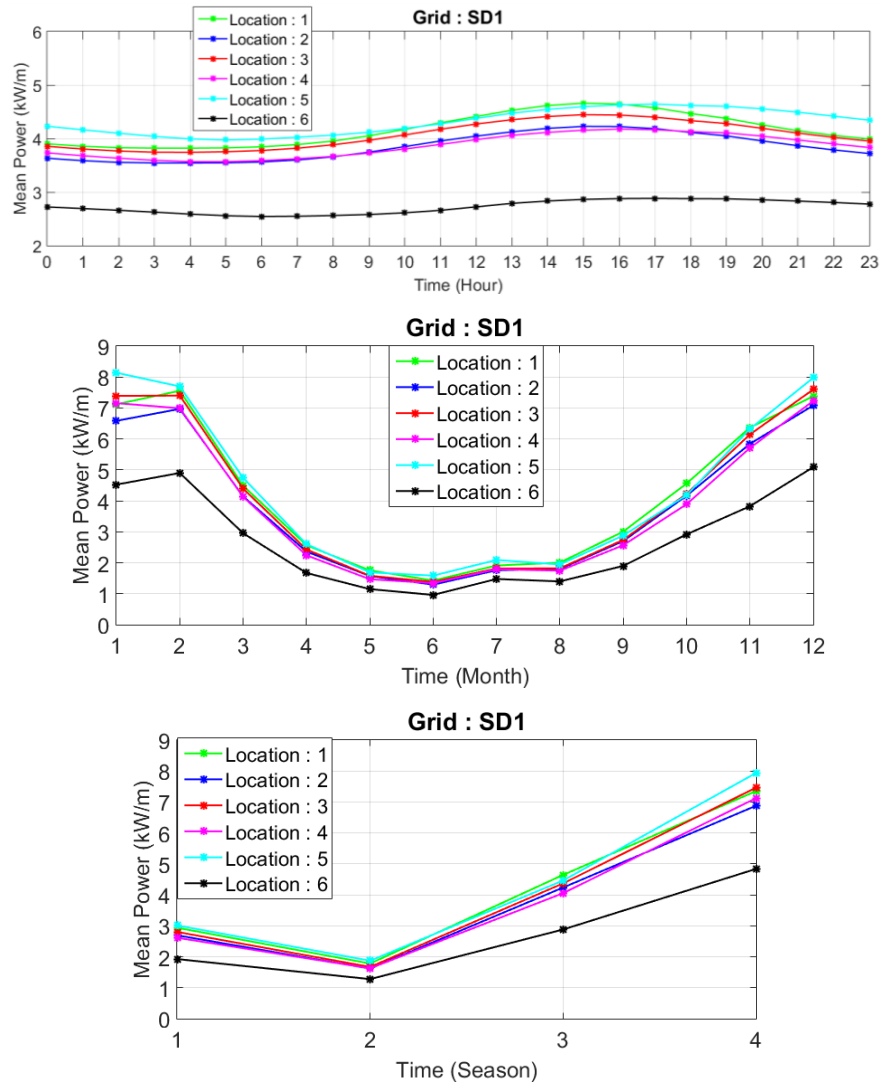 Grid : SD1
Location : 1
Location : 2
Location : 3
Location : 4
Location : 5
Location : 6
Mean Power (kW/m)
6
5
4
3
2
0 1 2 3 4 5 6 7 8 9 10 11 12 13 14 15 16 17 18 19 20 21 22 23
Time (Hour)
Grid : SD1
Location : 1
Location : 2
Location : 3
Location : 4
Location : 5
Location : 6
Mean Power (kW/m)
9
8
7
6
5
4
3
2
1
0
1 2 3 4 5 6 7 8 9 10 11 12
Time (Month)
Grid : SD1
Location : 1
Location : 2
Location : 3
Location : 4
Location : 5
Location : 6
Mean Power (kW/m)
9
8
7
6
5
4
3
2
1
0
1 2 3 4
Time (Season)